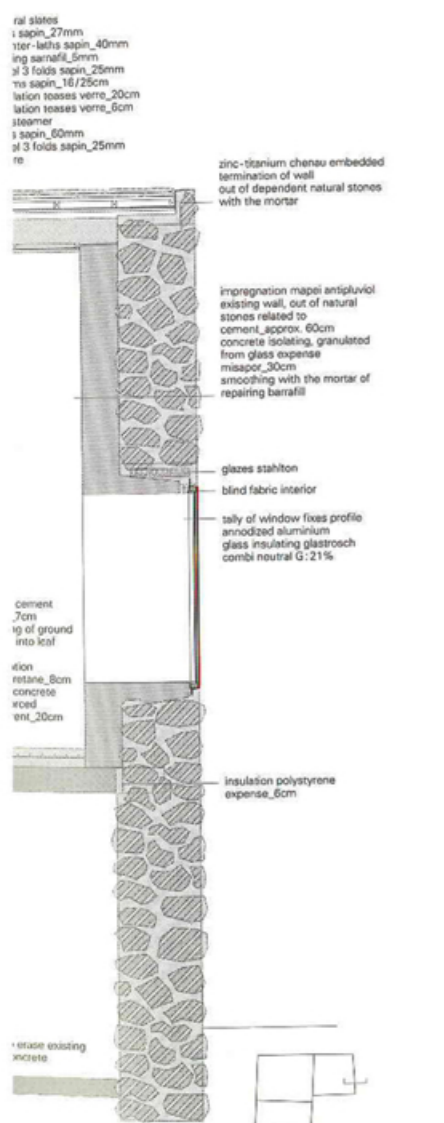 ral slates
s sapin_27mm
nter-laths sapin_40mm
ing sarnafil_5mm
ol 3 folds sapin_25mm
ms sapin_16/25cm
lation teases verre_20cm
lation teases verre_6cm
steamer
s sapin_60mm
ol 3 folds sapin_25mm
re
zinc-titanium chenau embedded
termination of wall
out of dependent natural stones
with the mortar
impregnation mapei antipluviol
existing wall, out of natural
stones related to
cement_approx. 60cm
concrete isolating, granulated
from glass expense
misapor_30cm
smoothing with the mortar of
repairing barrafill
glazes stahlton
blind fabric interior
tally of window fixes profile
annodized aluminium
glass insulating glastrosch
combi neutral G:21%
cement
_7cm
ng of ground
into leaf
ation
retane_8cm
concrete
orced
ent_20cm
insulation polystyrene
expense_6cm
erase existing
oncrete